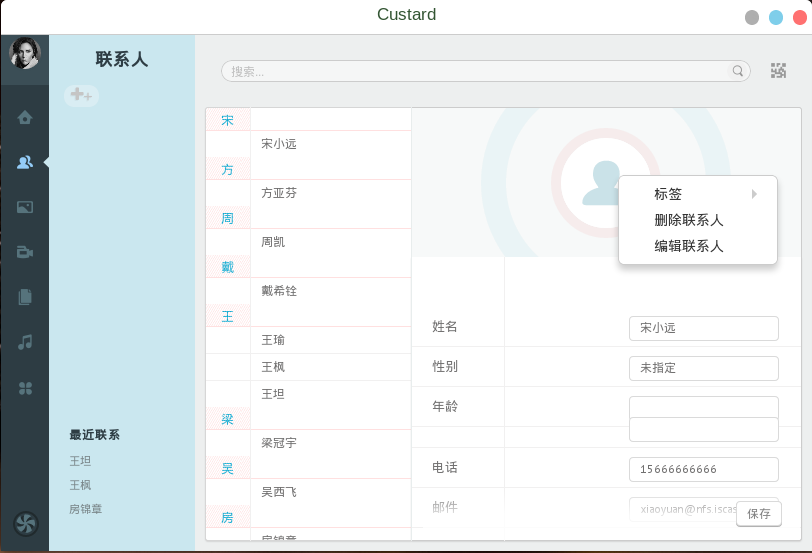 Custard
联系人
搜索...
宋
宋小远
方
方亚芬
周
周凯
戴
戴希铨
王
王瑜
王枫
王坦
梁
梁冠宇
吴
吴西飞
房
房锦章
标签
删除联系人
编辑联系人
姓名 宋小远
性别 未指定
年龄
电话 15666666666
邮件 xiaoyuan@nfs.iscas
保存
最近联系
王坦
王枫
房锦章